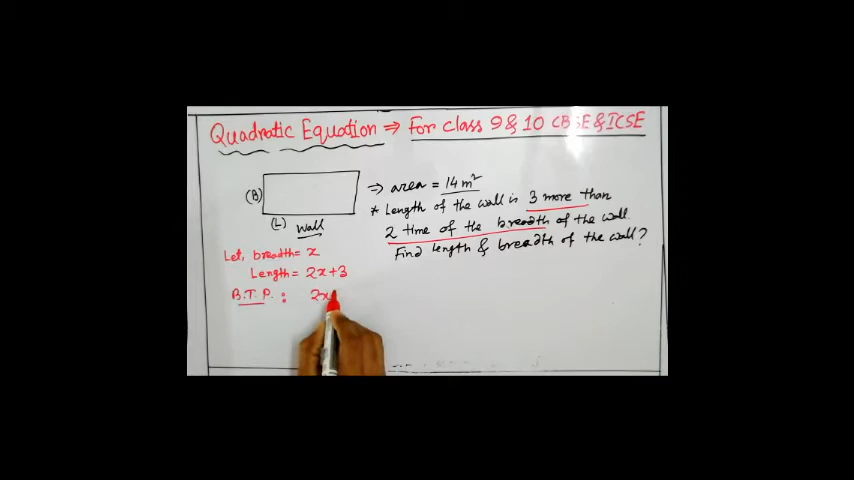 Quadratic Equation ⇒ For class 9 & 10 CBSE & ICSE
(B)
(L) Wall
⇒ area = 14 m²
* Length of the wall is 3 more than
2 time of the breadth of the wall.
Find length & breadth of the wall?
Let, breadth = x
Length = 2x+3
B.T.P. : 2x